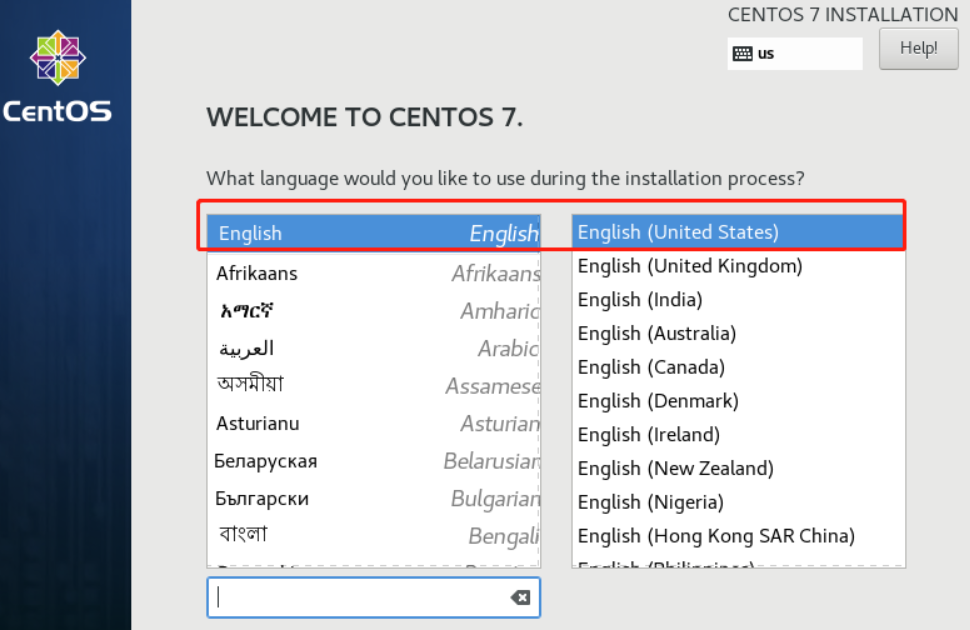 CENTOS 7 INSTALLATION
us
Help!
CentOS
WELCOME TO CENTOS 7.
What language would you like to use during the installation process?
English English
Afrikaans Afrikaans
አማርኛ Amharic
العربية Arabic
অসমীয়া Assamese
Asturianu Asturian
Беларуская Belarusian
Български Bulgarian
বাংলা Bengali
English (United States)
English (United Kingdom)
English (India)
English (Australia)
English (Canada)
English (Denmark)
English (Ireland)
English (New Zealand)
English (Nigeria)
English (Hong Kong SAR China)
English (Philippines)